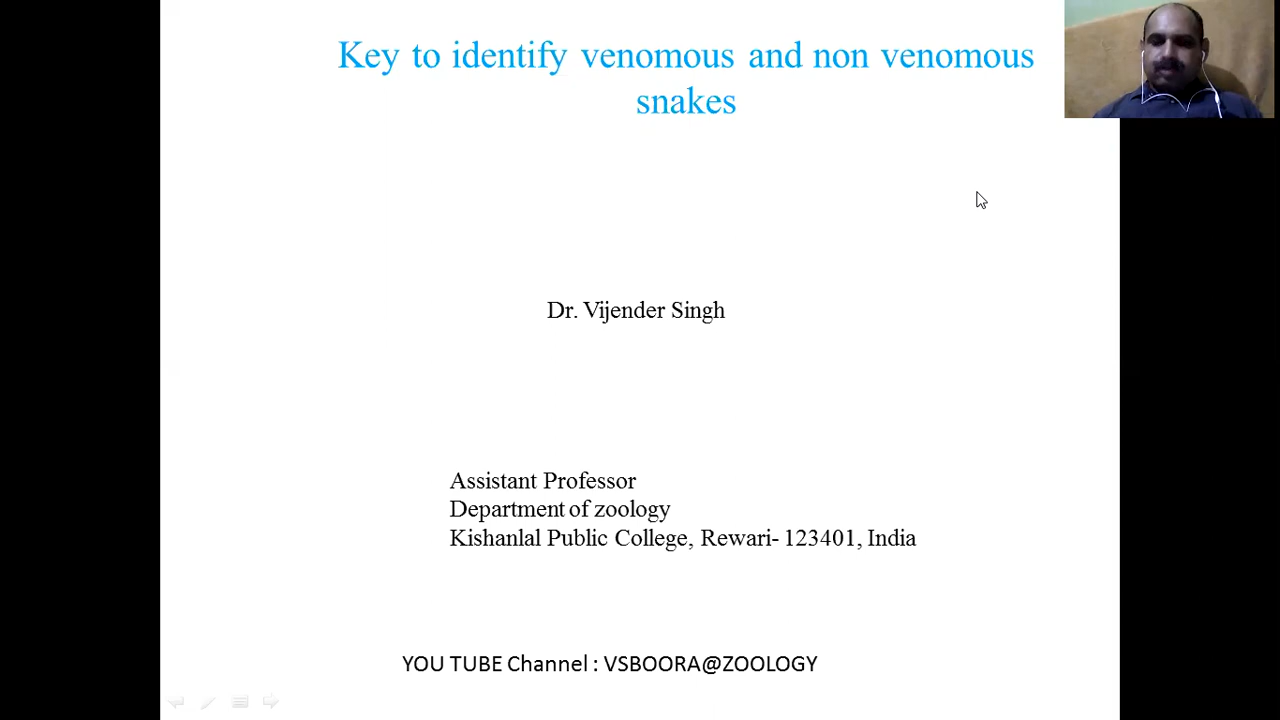 Key to identify venomous and non venomous
snakes
Dr. Vijender Singh
Assistant Professor
Department of zoology
Kishanlal Public College, Rewari- 123401, India
YOU TUBE Channel : VSBOORA@ZOOLOGY